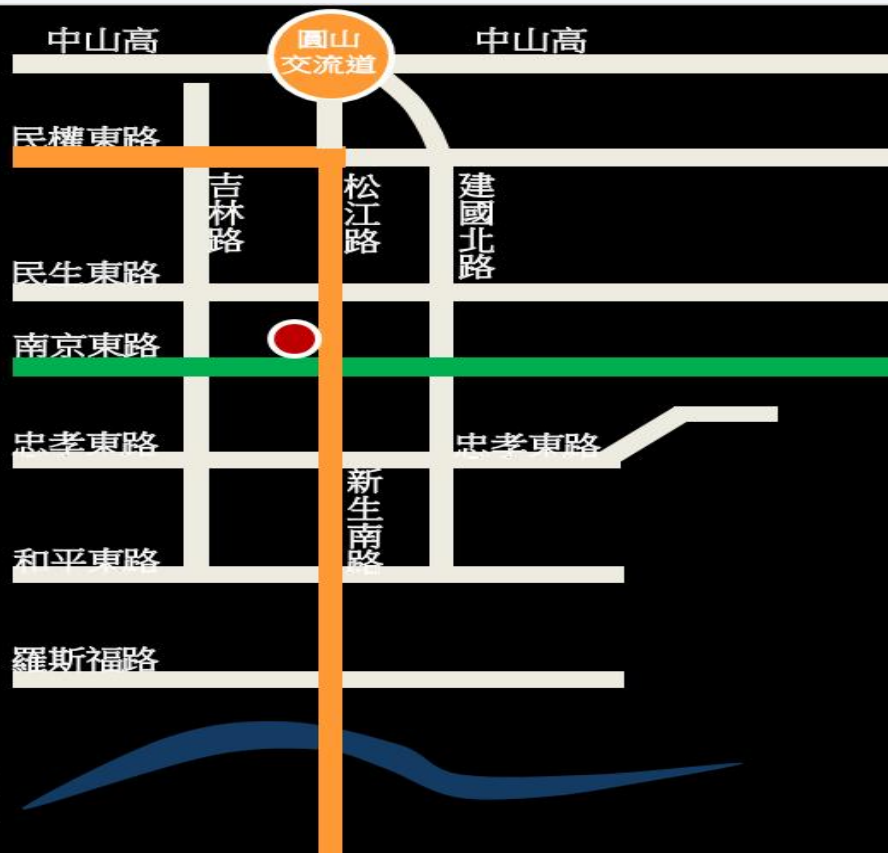 中山高
圓山
交流道
中山高
民權東路
吉林路
松江路
建國北路
民生東路
南京東路
忠孝東路
忠孝東路
新生南路
和平東路
羅斯福路